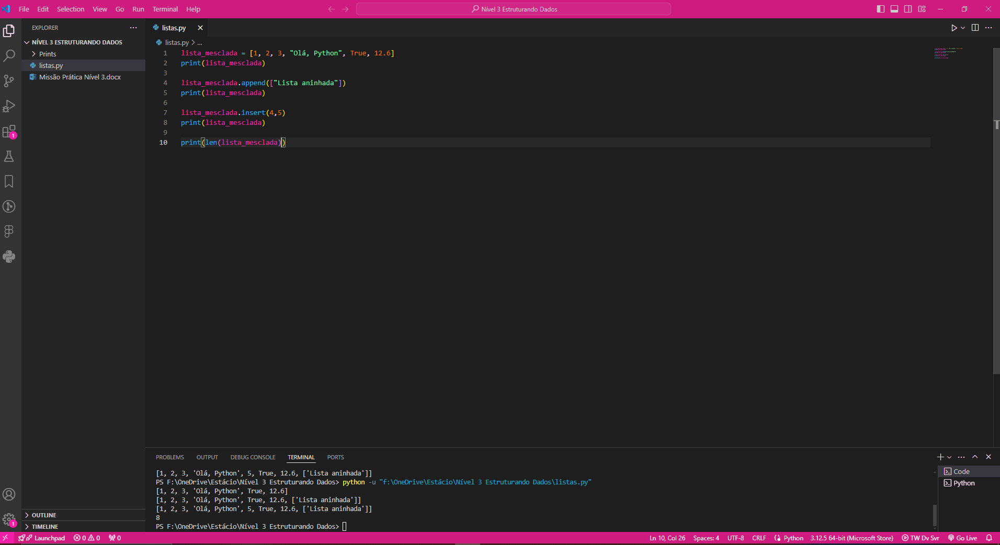 File Edit Selection View Go Run Terminal Help
Nível 3 Estruturando Dados
EXPLORER
NÍVEL 3 ESTRUTURANDO DADOS
Prints
listas.py
Missão Prática Nível 3.docx
OUTLINE
TIMELINE
1
1
listas.py
listas.py > ...
1 lista_mesclada = [1, 2, 3, "Olá, Python", True, 12.6]
2 print(lista_mesclada)
3
4 lista_mesclada.append(["Lista aninhada"])
5 print(lista_mesclada)
6
7 lista_mesclada.insert(4,5)
8 print(lista_mesclada)
9
10 print(len(lista_mesclada))
PROBLEMS OUTPUT DEBUG CONSOLE TERMINAL PORTS
[1, 2, 3, 'Olá, Python', 5, True, 12.6, ['Lista aninhada']]
PS F:\OneDrive\Estácio\Nível 3 Estruturando Dados> python -u "f:\OneDrive\Estácio\Nível 3 Estruturando Dados\listas.py"
[1, 2, 3, 'Olá, Python', True, 12.6]
[1, 2, 3, 'Olá, Python', True, 12.6, ['Lista aninhada']]
[1, 2, 3, 'Olá, Python', 5, True, 12.6, ['Lista aninhada']]
8
PS F:\OneDrive\Estácio\Nível 3 Estruturando Dados>
Code
Python
Launchpad 0 0 0 Ln 10, Col 26 Spaces: 4 UTF-8 CRLF Python 3.12.5 64-bit (Microsoft Store) TW Dv Svr Go Live